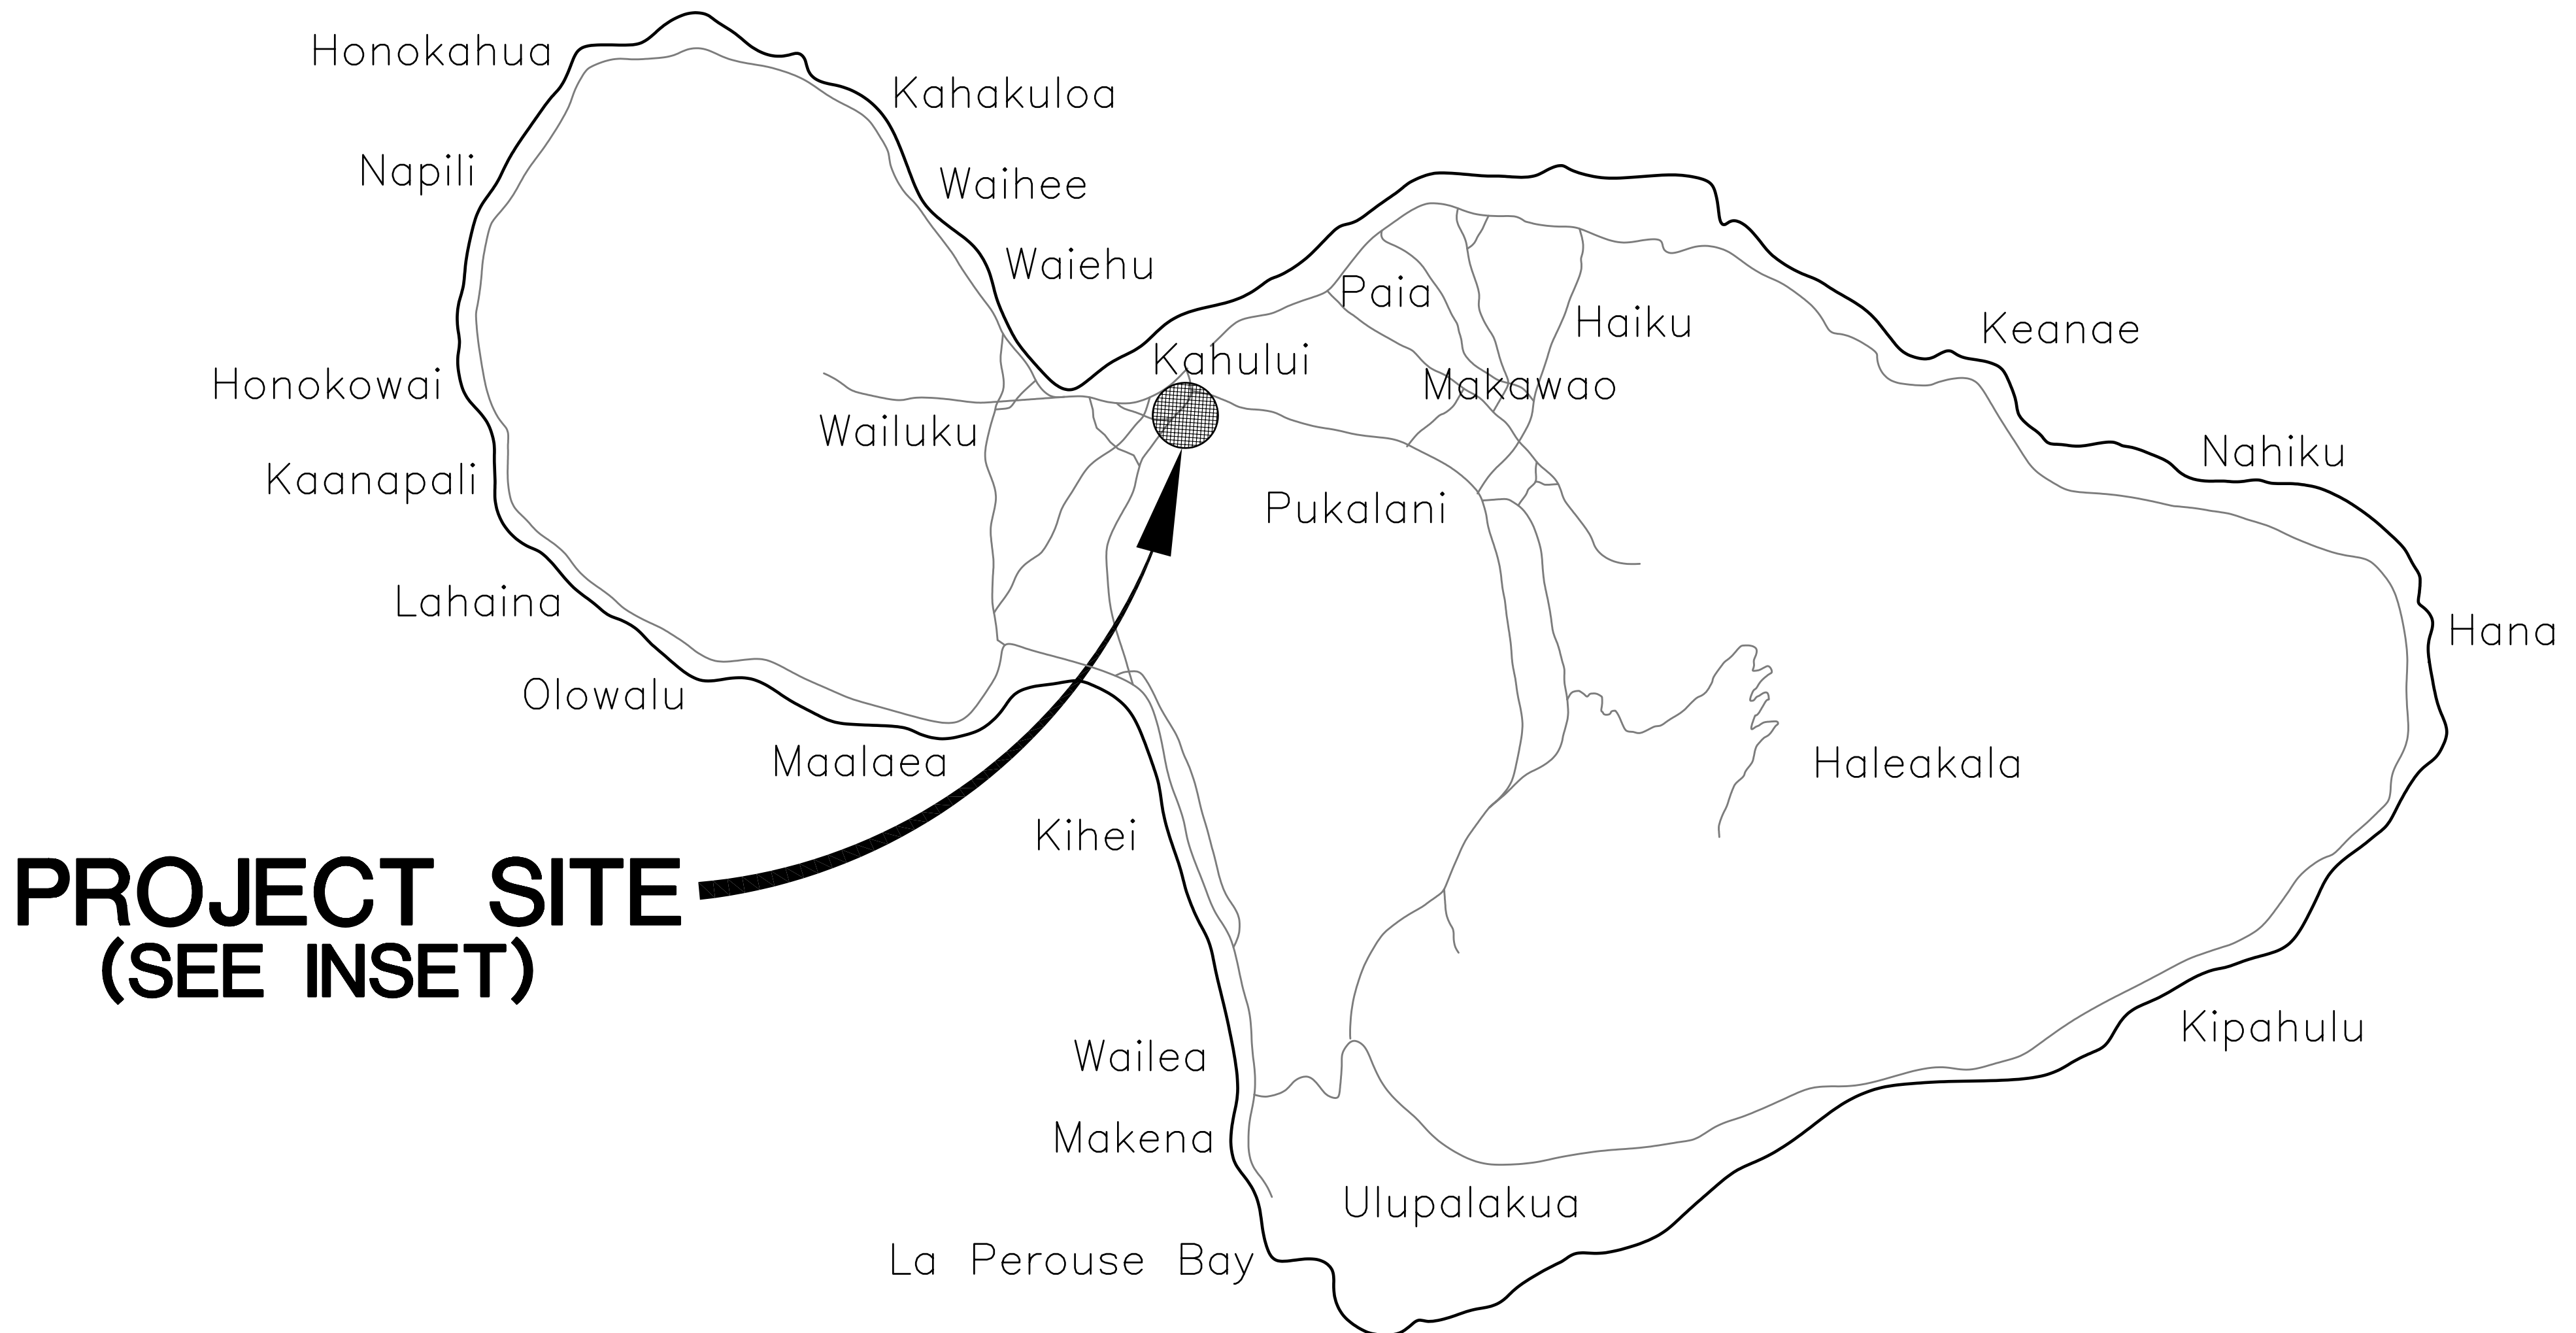 Honokahua
Kahakuloa
Napili
Waihee
Waiehu
Paia
Haiku
Keanae
Kahului
Honokowai
Makawao
Wailuku
Nahiku
Kaanapali
Pukalani
Lahaina
Hana
Olowalu
Maalaea
Haleakala
Kihei
PROJECT SITE
(SEE INSET)
Kipahulu
Wailea
Makena
Ulupalakua
La Perouse Bay